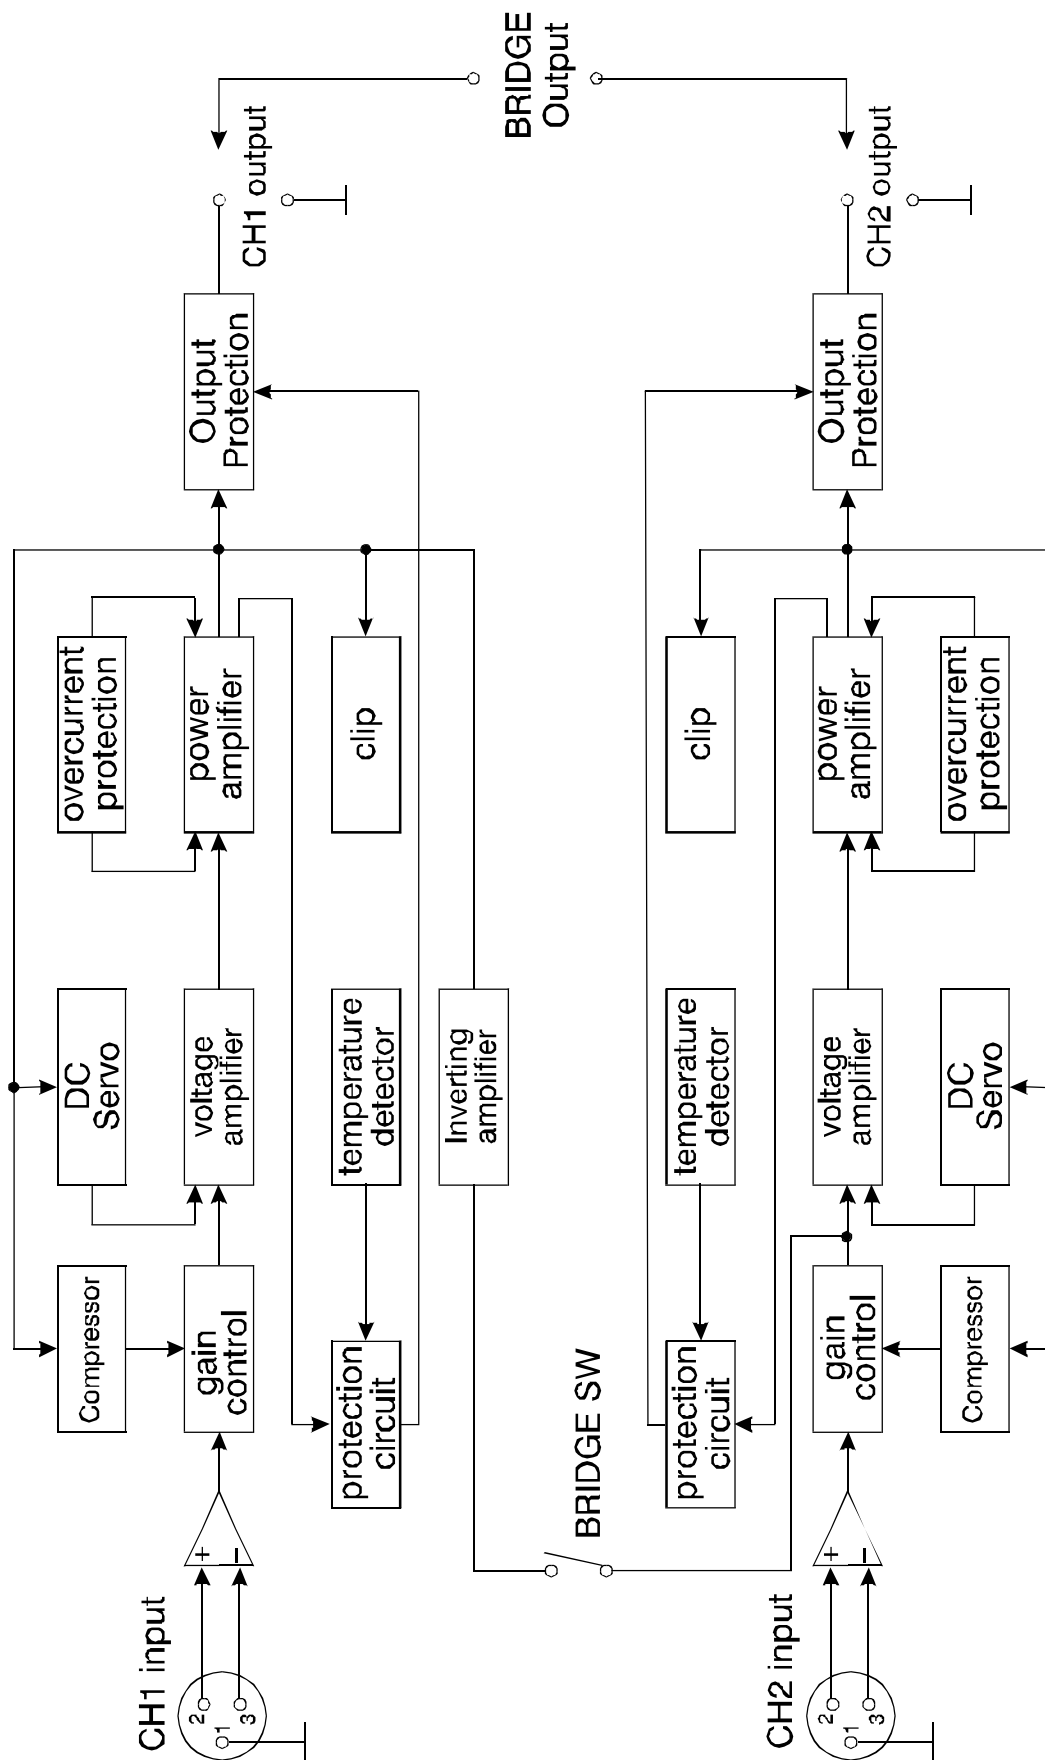 CH1 input
2
1
3
+
−
Compressor
gain
control
DC
Servo
voltage
amplifier
overcurrent
protection
power
amplifier
Output
Protection
CH1 output
protection
circuit
temperature
detector
clip
Inverting
amplifier
BRIDGE SW
BRIDGE
Output
protection
circuit
temperature
detector
clip
CH2 input
2
1
3
+
−
gain
control
voltage
amplifier
power
amplifier
Output
Protection
CH2 output
Compressor
DC
Servo
overcurrent
protection